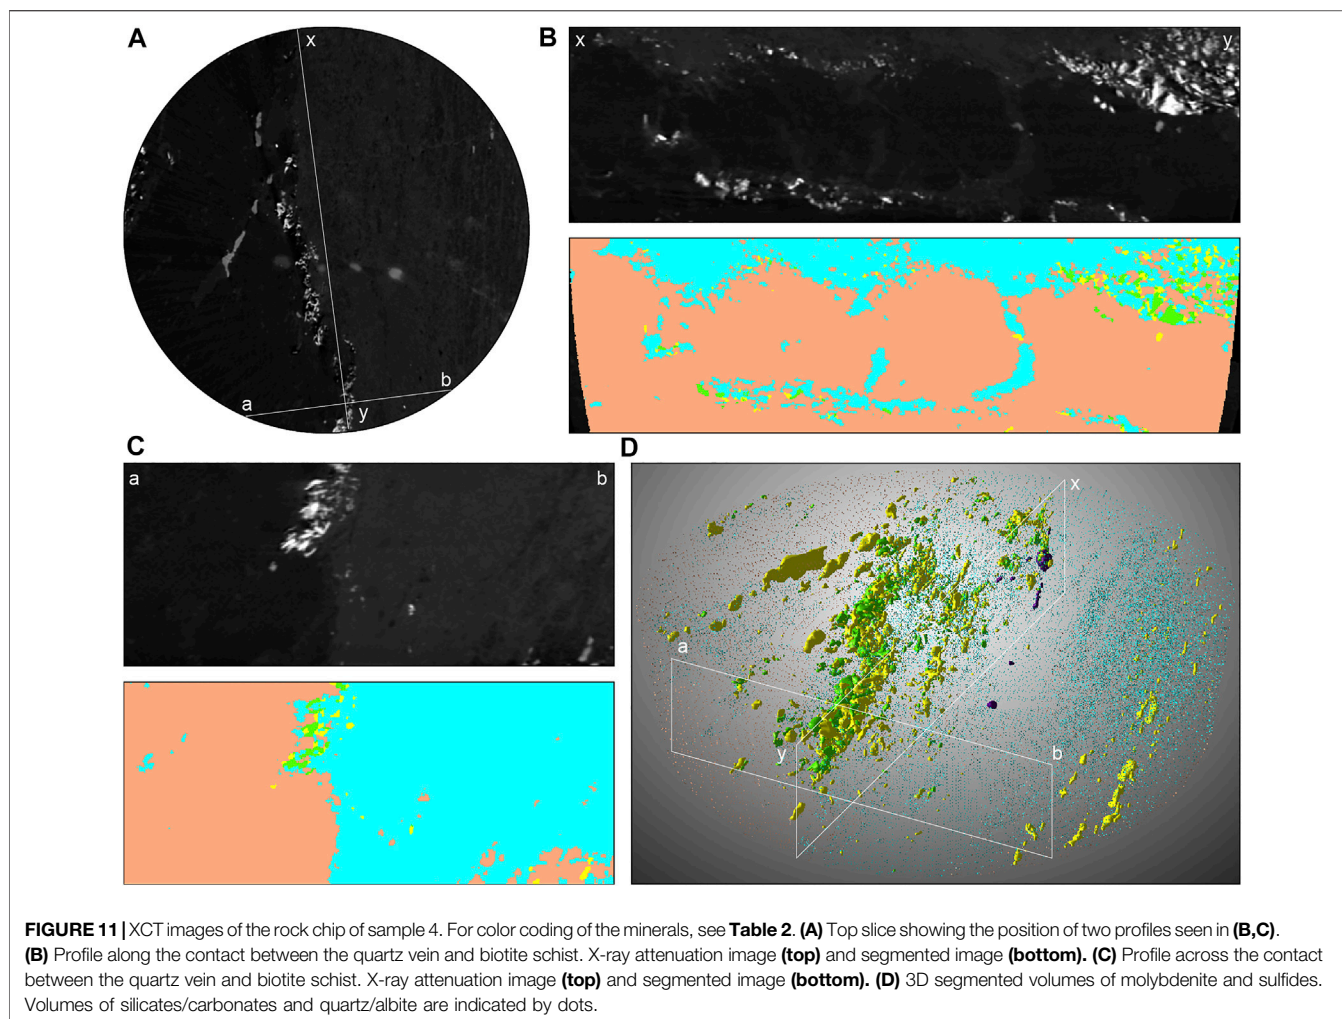 A
x
a
b
y
B
x
y
C
a
b
D
x
a
y
b
FIGURE 11 | XCT images of the rock chip of sample 4. For color coding of the minerals, see Table 2. (A) Top slice showing the position of two profiles seen in (B,C).
(B) Profile along the contact between the quartz vein and biotite schist. X-ray attenuation image (top) and segmented image (bottom). (C) Profile across the contact
between the quartz vein and biotite schist. X-ray attenuation image (top) and segmented image (bottom). (D) 3D segmented volumes of molybdenite and sulfides.
Volumes of silicates/carbonates and quartz/albite are indicated by dots.